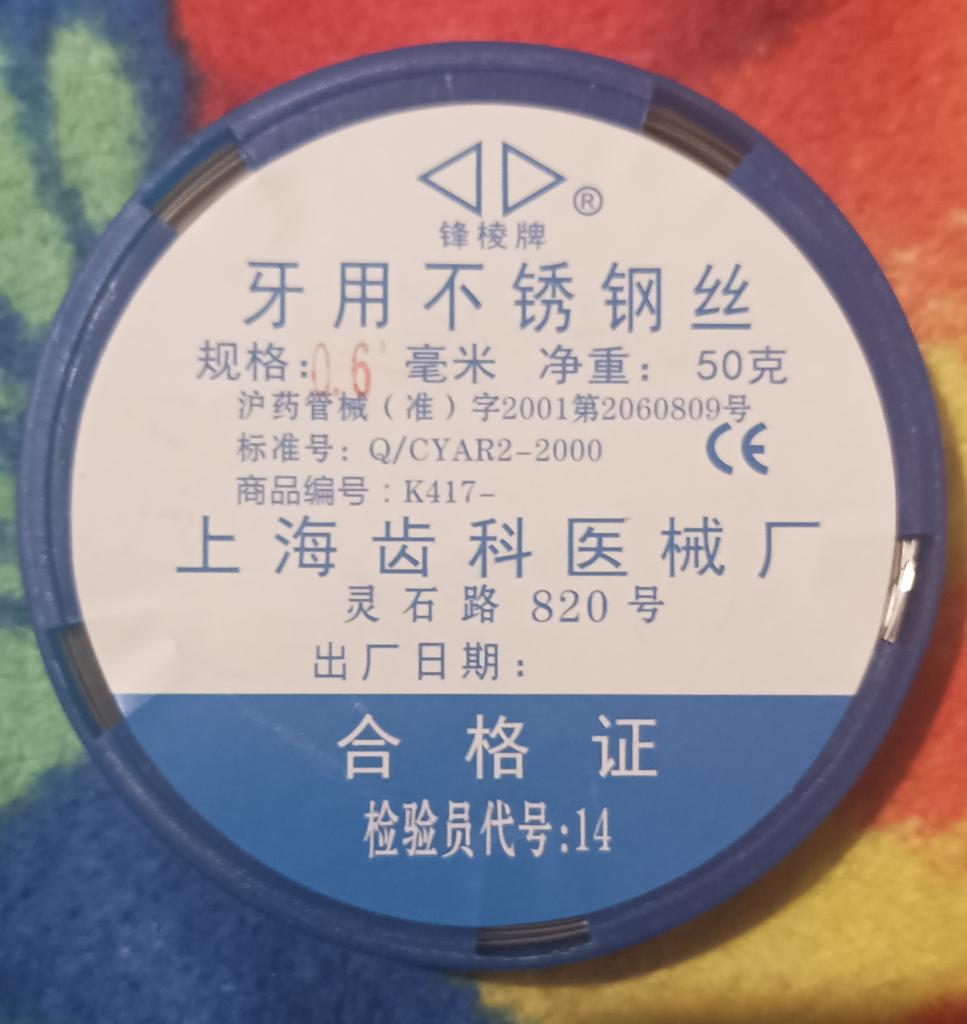 ®
锋棱牌
牙用不锈钢丝
规格:0.6 毫米 净重: 50克
沪药管械(准)字2001第2060809号
标准号: Q/CYAR2-2000
CE
商品编号:K417-
上海齿科医械厂
灵石路 820 号
出厂日期:
合格证
检验员代号:14